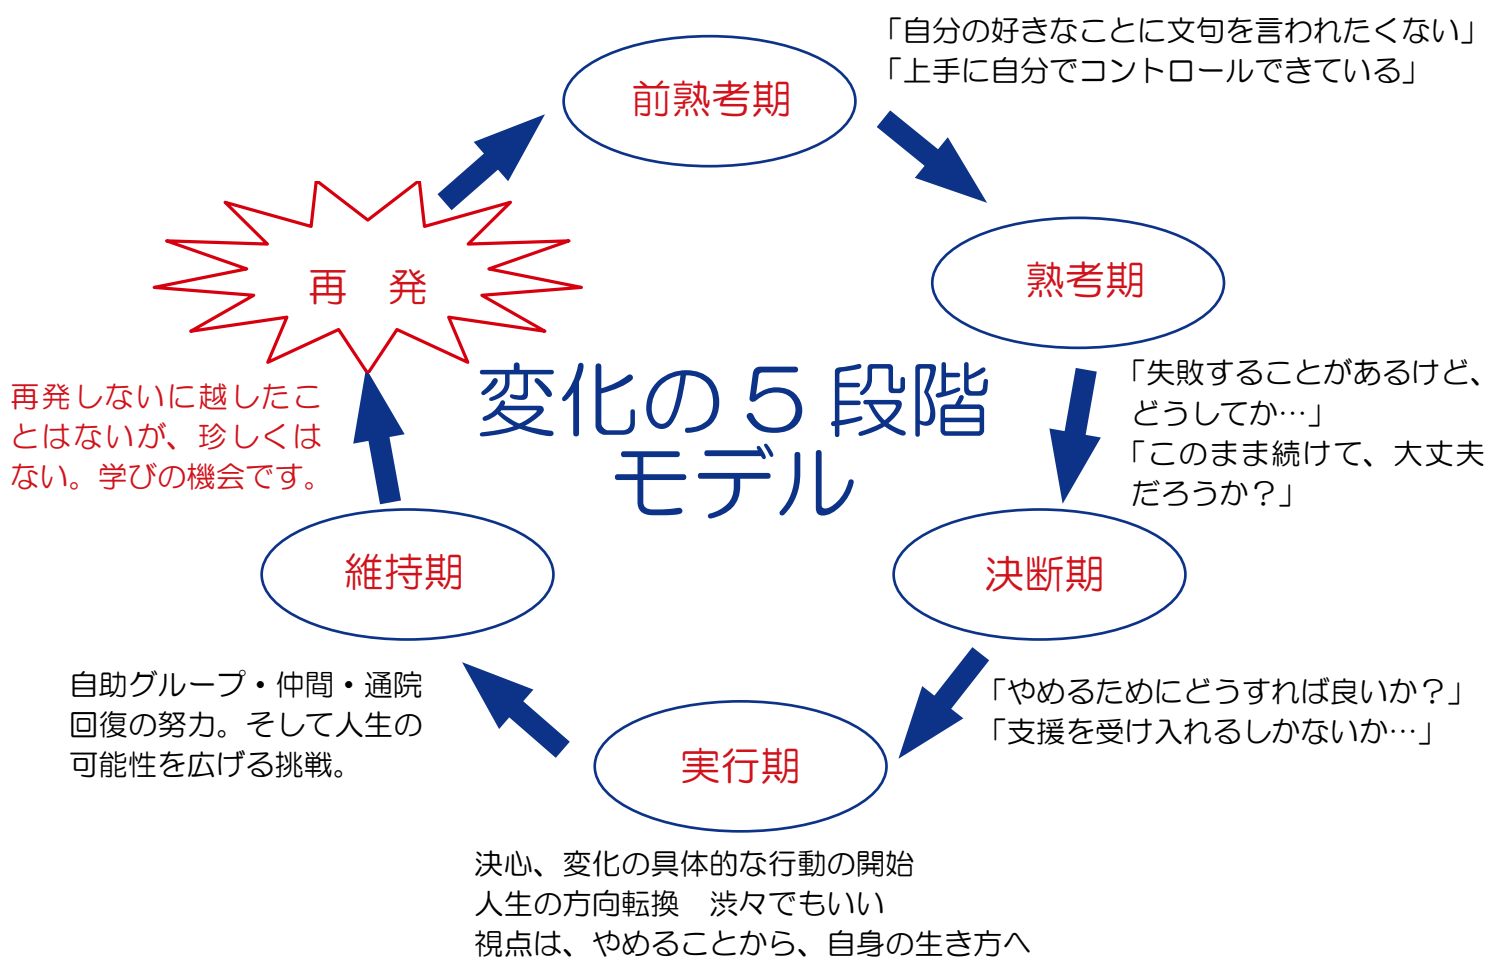 「自分の好きなことに文句を言われたくない」
「上手に自分でコントロールできている」
前熟考期
熟考期
再　発
変化の５段階
モデル
「失敗することがあるけど、
どうしてか…」
「このまま続けて、大丈夫
だろうか？」
再発しないに越したこ
とはないが、珍しくは
ない。学びの機会です。
維持期
決断期
自助グループ・仲間・通院
回復の努力。そして人生の
可能性を広げる挑戦。
「やめるためにどうすれば良いか？」
「支援を受け入れるしかないか…」
実行期
決心、変化の具体的な行動の開始
人生の方向転換　渋々でもいい
視点は、やめることから、自身の生き方へ